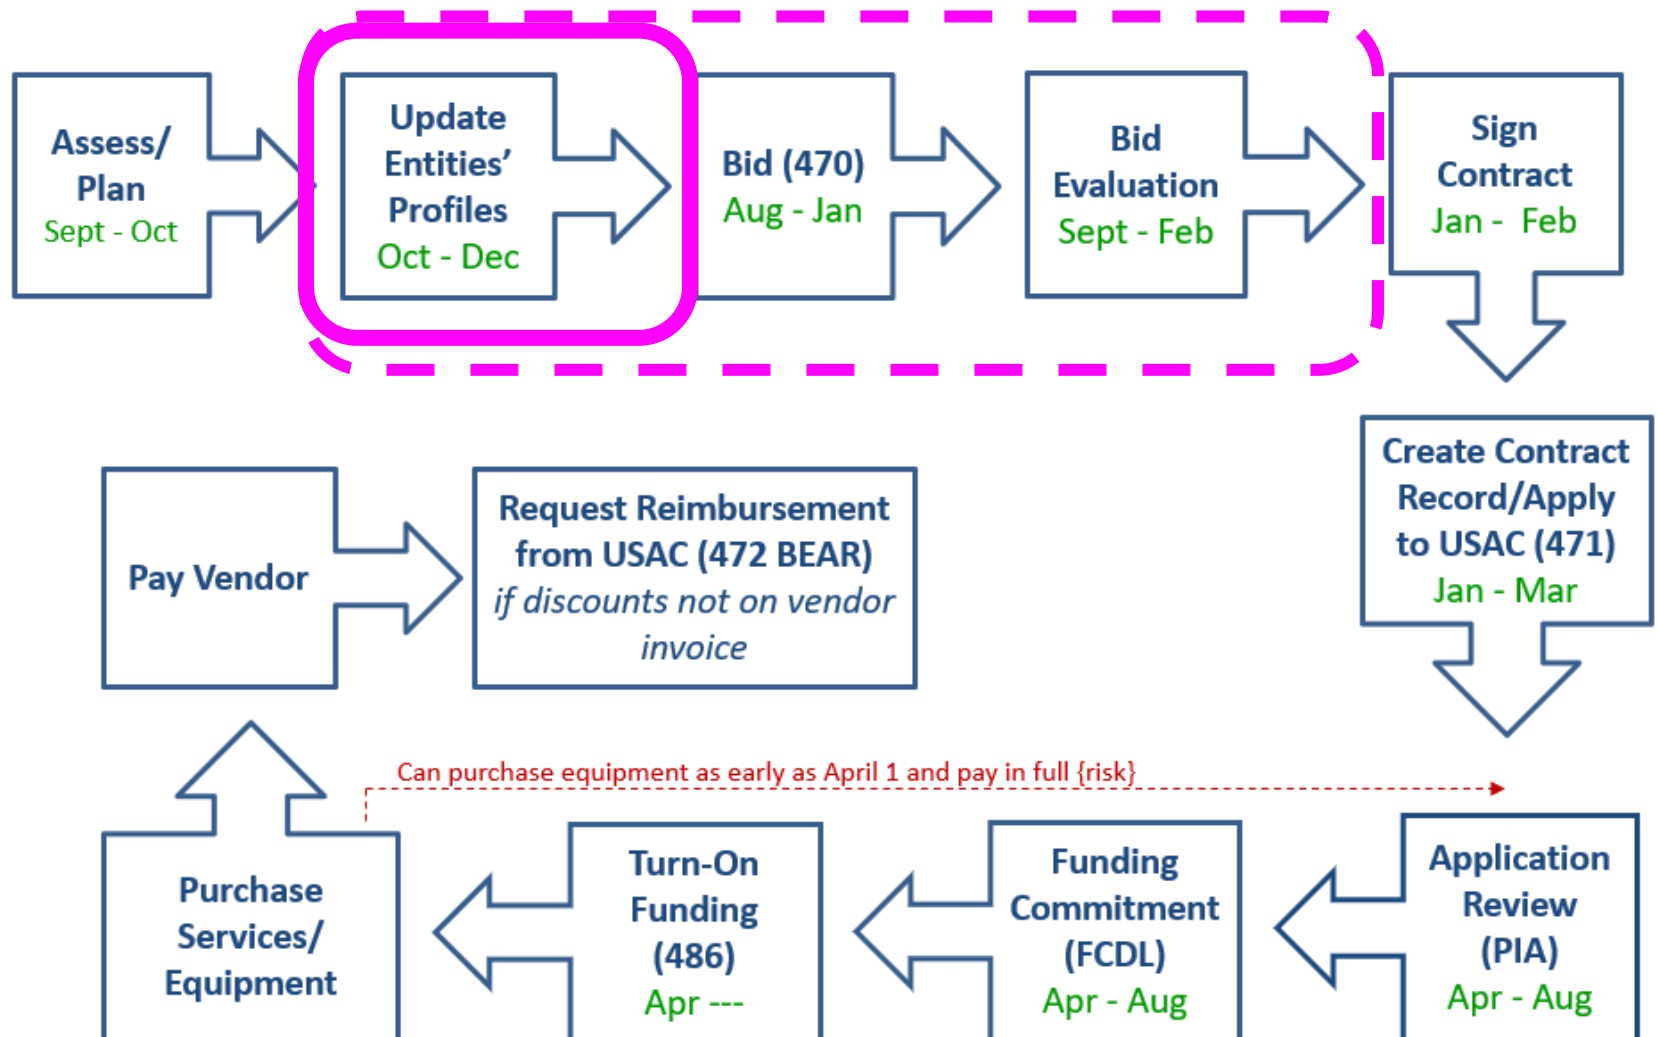 Assess/
Plan
Sept - Oct
Update
Entities’
Profiles
Oct - Dec
Bid (470)
Aug - Jan
Bid
Evaluation
Sept - Feb
Sign
Contract
Jan -  Feb
Create Contract
Record/Apply
to USAC (471)
Jan - Mar
Application
Review
(PIA)
Apr - Aug
Funding
Commitment
(FCDL)
Apr - Aug
Turn-On
Funding
(486)
Apr ---
Can purchase equipment as early as April 1 and pay in full {risk}
Purchase
Services/
Equipment
Pay Vendor
Request Reimbursement
from USAC (472 BEAR)
if discounts not on vendor
invoice